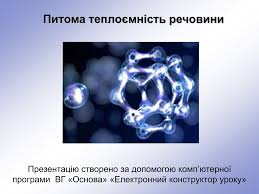 Питома теплоємність речовини
Презентацію створено за допомогою комп'ютерної
програми ВГ «Основа» «Електронний конструктор уроку»